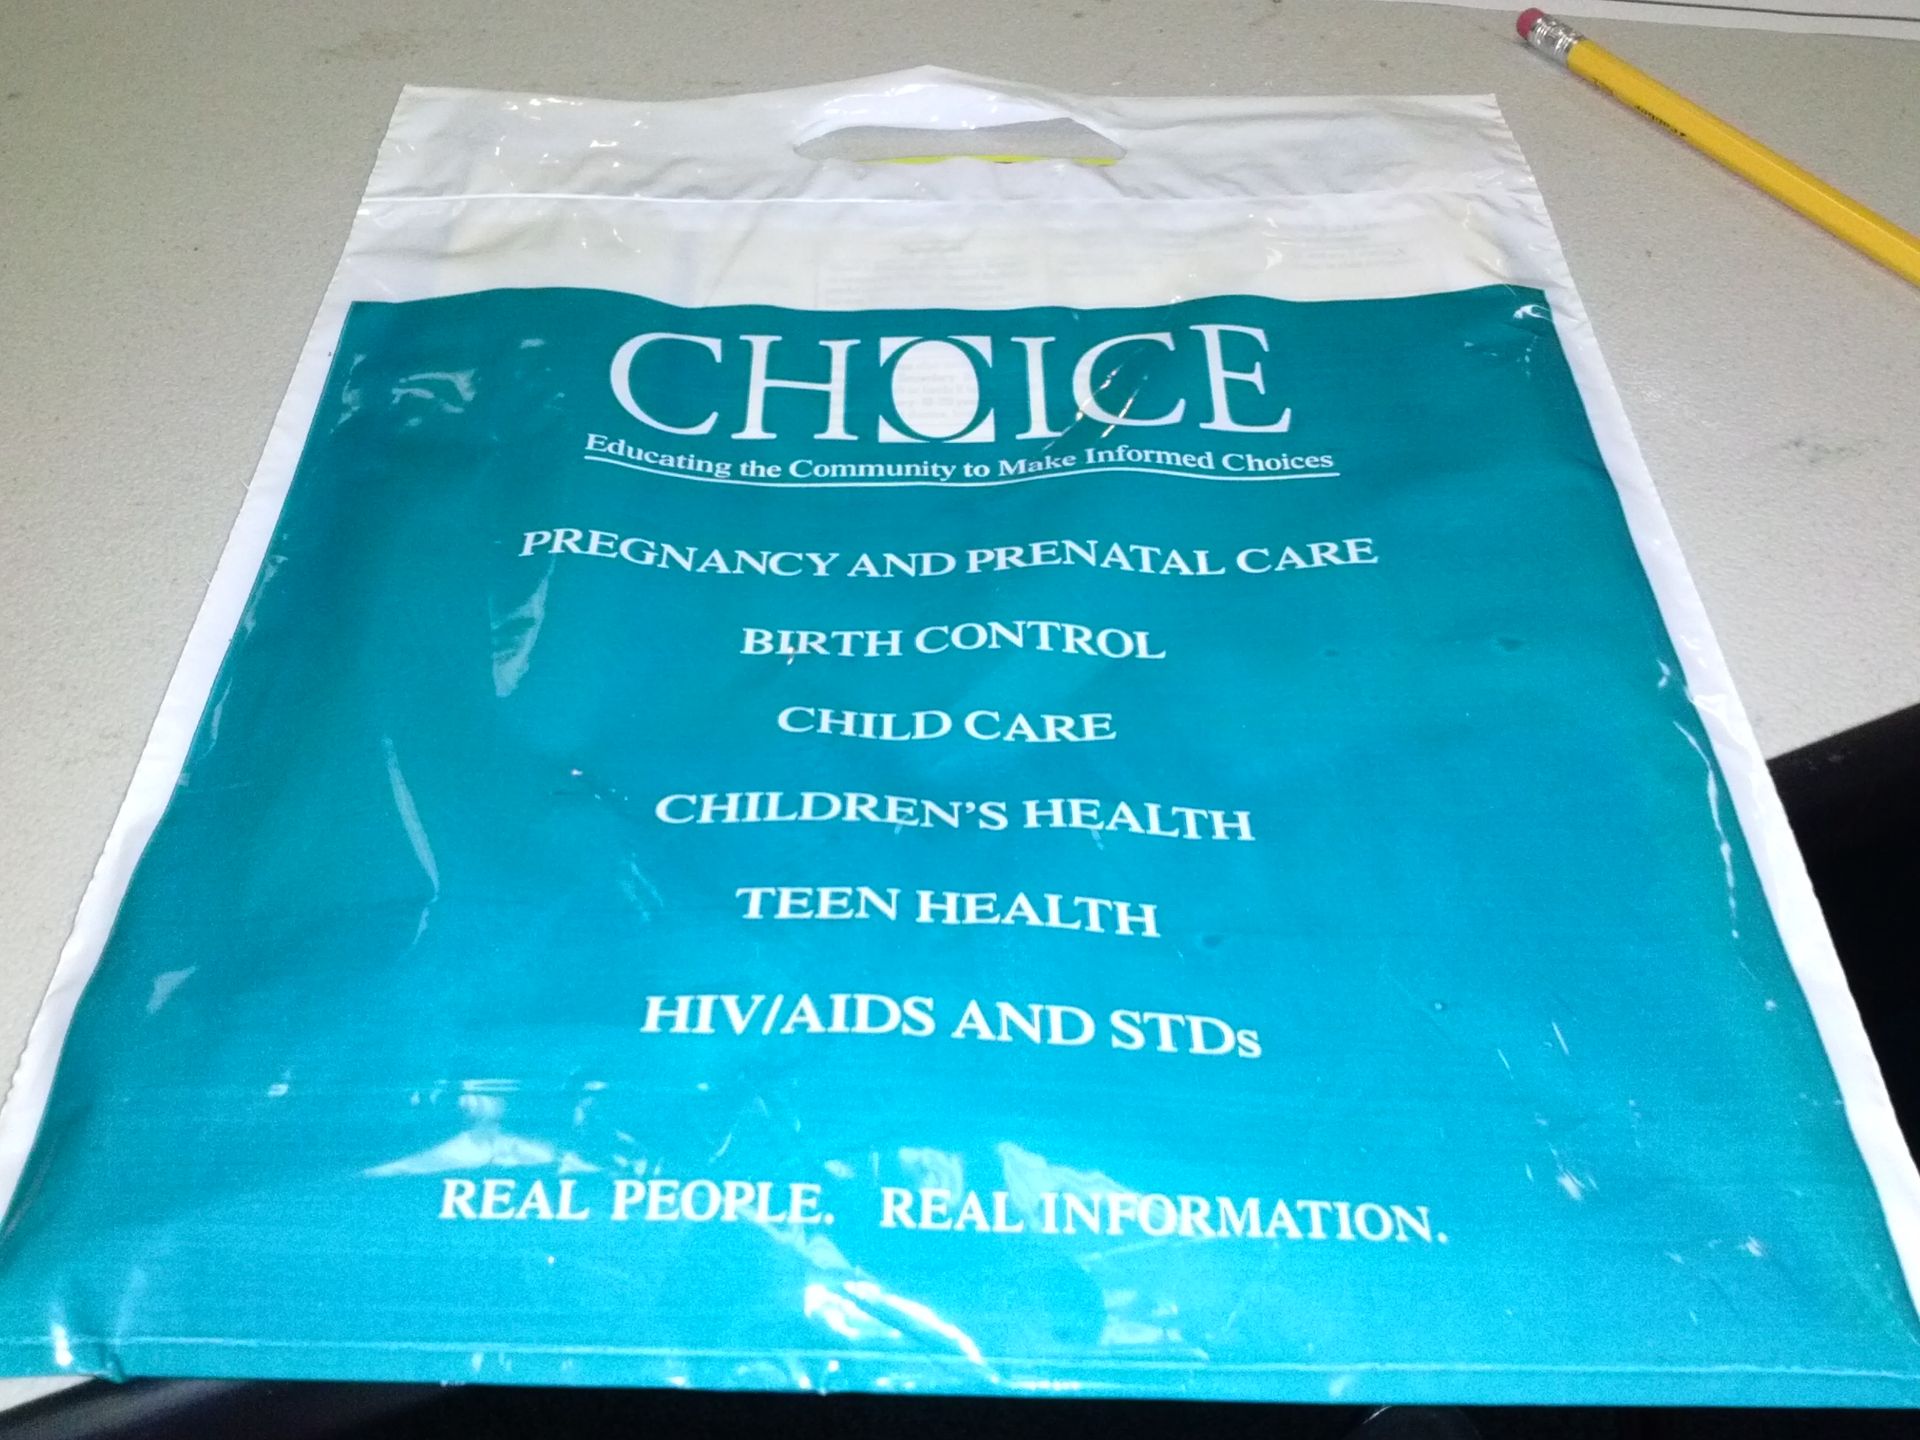 CHOICE
Educating the Community to Make Informed Choices
PREGNANCY AND PRENATAL CARE
BIRTH CONTROL
CHILD CARE
CHILDREN'S HEALTH
TEEN HEALTH
HIV/AIDS AND STDs
REAL PEOPLE. REAL INFORMATION.